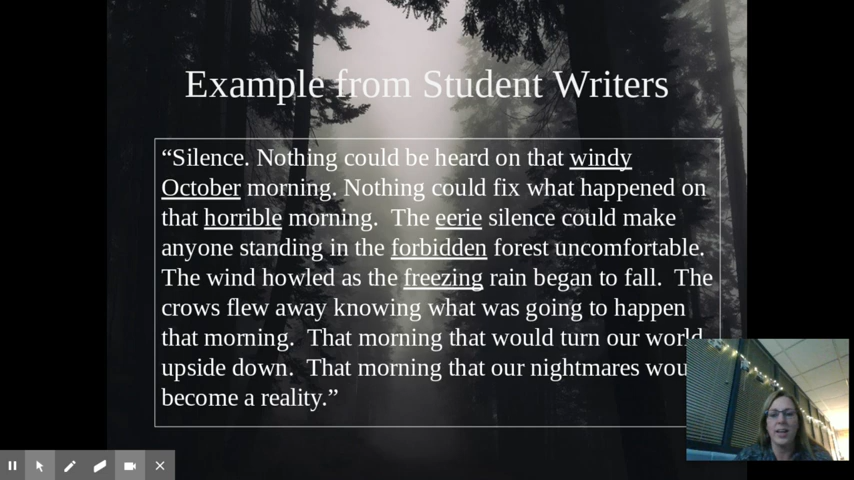 Example from Student Writers
“Silence. Nothing could be heard on that windy
October morning. Nothing could fix what happened on
that horrible morning.  The eerie silence could make
anyone standing in the forbidden forest uncomfortable.
The wind howled as the freezing rain began to fall.  The
crows flew away knowing what was going to happen
that morning.  That morning that would turn our world
upside down.  That morning that our nightmares
become a reality.”